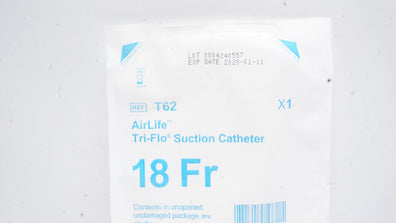 LOT 0004240557
EXP DATE 2028-01-11
REF T62 X1
AirLife™
Tri-Flo® Suction Catheter
18 Fr
Contents in unopened,
undamaged package are